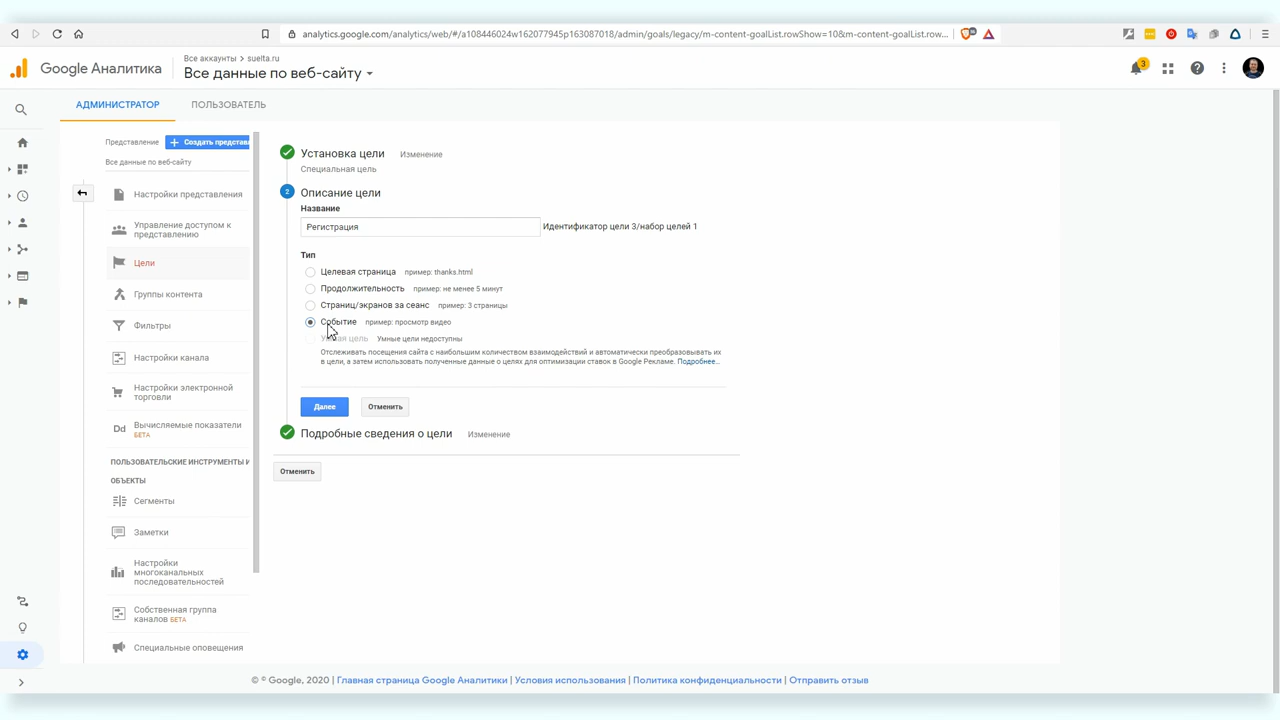 analytics.google.com/analytics/web/#/a108446024w162077945p163087018/admin/goals/legacy/m-content-goalList.rowShow=10&m-content-goalList.row...
Google Аналитика
Все аккаунты > suelta.ru
Все данные по веб-сайту
3
АДМИНИСТРАТОР
ПОЛЬЗОВАТЕЛЬ
Представление
+ Создать представ
Все данные по веб-сайту
Настройки представления
Управление доступом к
представлению
Цели
Группы контента
Фильтры
Настройки канала
Настройки электронной
торговли
Dd Вычисляемые показатели
БЕТА
ПОЛЬЗОВАТЕЛЬСКИЕ ИНСТРУМЕНТЫ И
ОБЪЕКТЫ
Сегменты
Заметки
Настройки
многоканальных
последовательностей
Собственная группа
каналов БЕТА
Специальные оповещения
Установка цели Изменение
Специальная цель
2 Описание цели
Название
Регистрация Идентификатор цели 3/набор целей 1
Тип
Целевая страница пример: thanks.html
Продолжительность пример: не менее 5 минут
Страниц/экранов за сеанс пример: 3 страницы
Событие пример: просмотр видео
цель Умные цели недоступны
Отслеживать посещения сайта с наибольшим количеством взаимодействий и автоматически преобразовывать их
в цели, а затем использовать полученные данные о целях для оптимизации ставок в Google Рекламе. Подробнее...
Далее Отменить
Подробные сведения о цели Изменение
Отменить
© Google, 2020 | Главная страница Google Аналитики | Условия использования | Политика конфиденциальности | Отправить отзыв